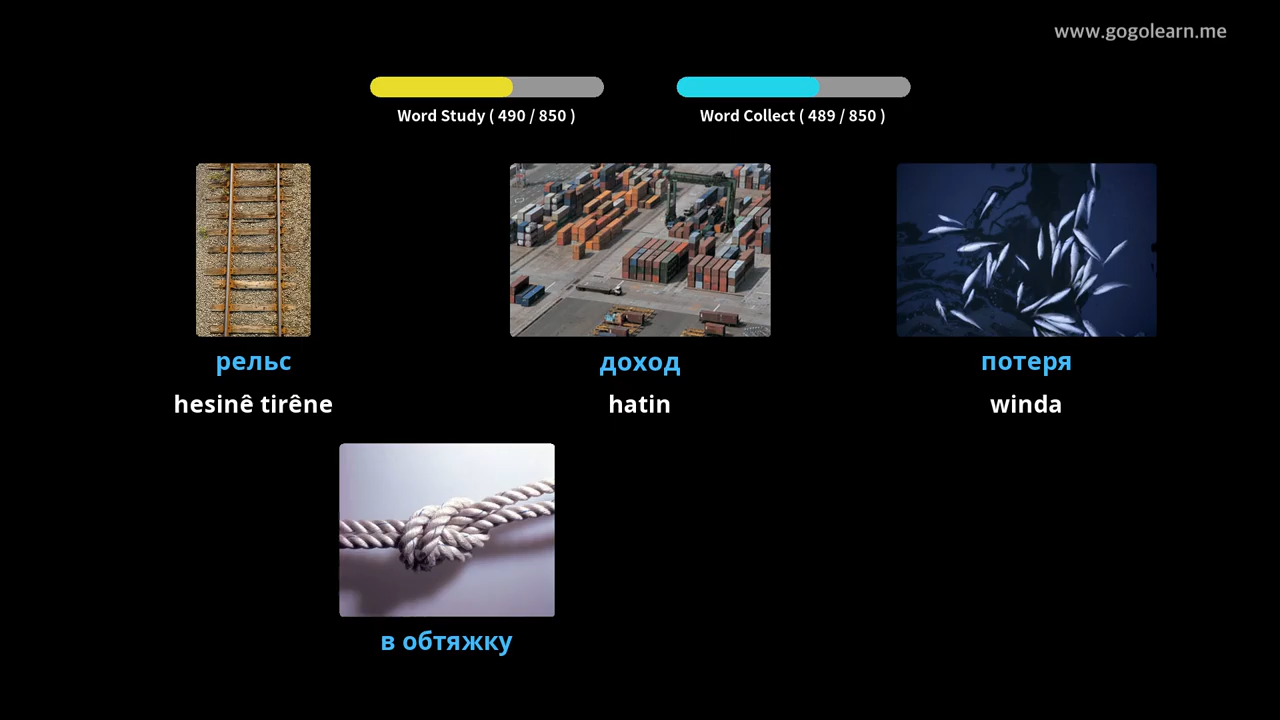 www.gogolearn.me
Word Study ( 490 / 850 )
Word Collect ( 489 / 850 )
рельс
hesinê tirêne
доход
hatin
потеря
winda
в обтяжку